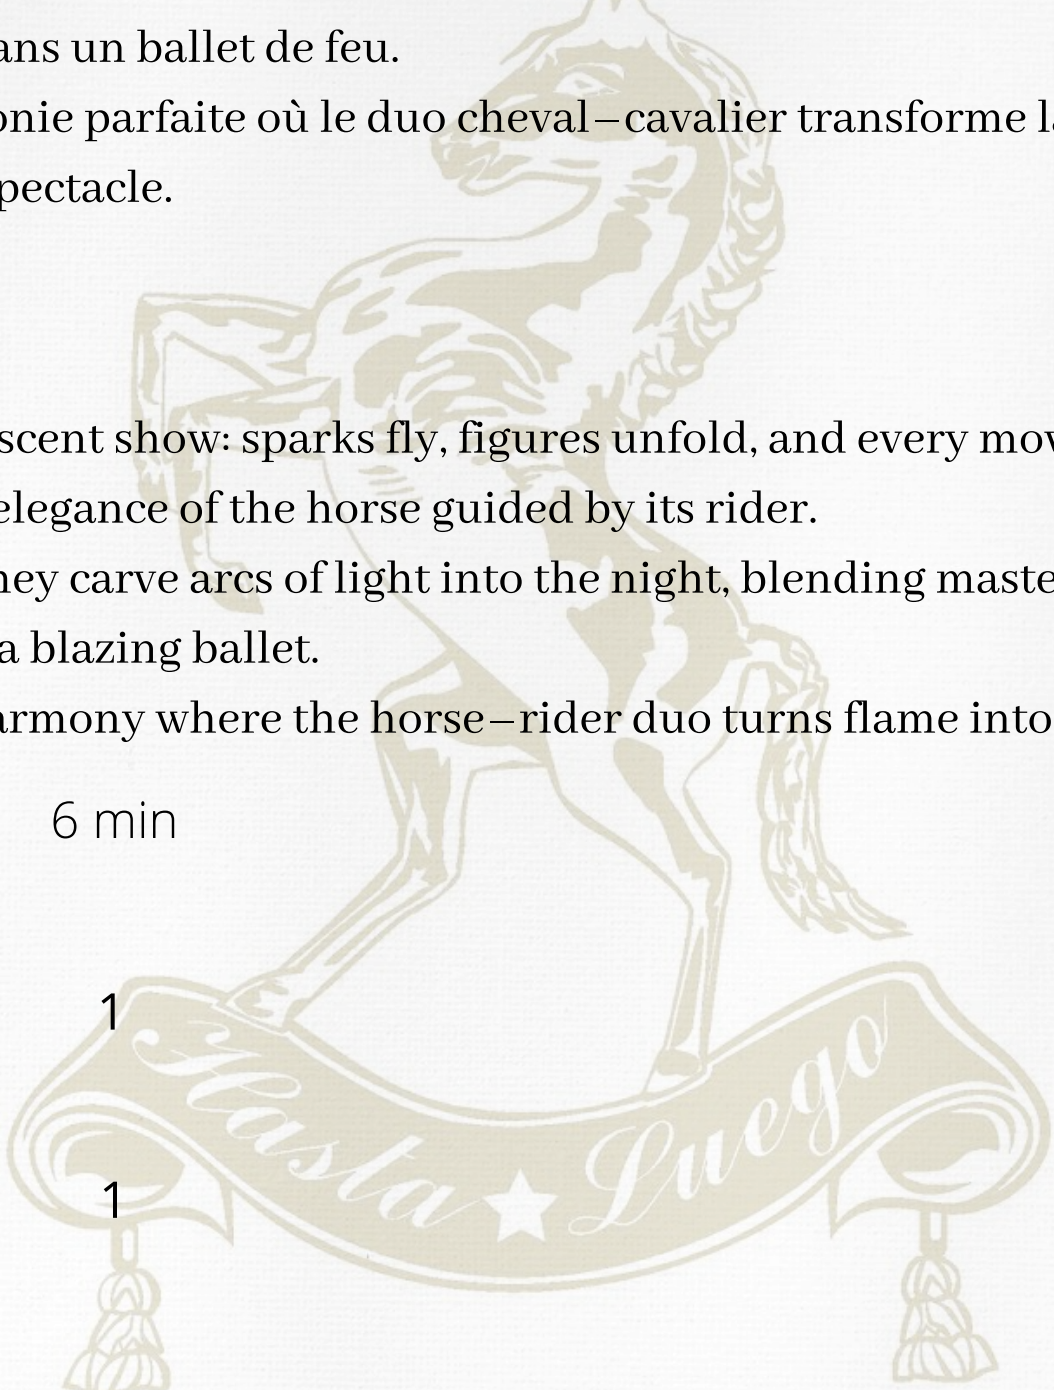 ans un ballet de feu.
onie parfaite où le duo cheval–cavalier transforme la
pectacle.
scent show: sparks fly, figures unfold, and every mov
elegance of the horse guided by its rider.
hey carve arcs of light into the night, blending maste
a blazing ballet.
armony where the horse–rider duo turns flame into
6 min
1
Hasta Luego
1